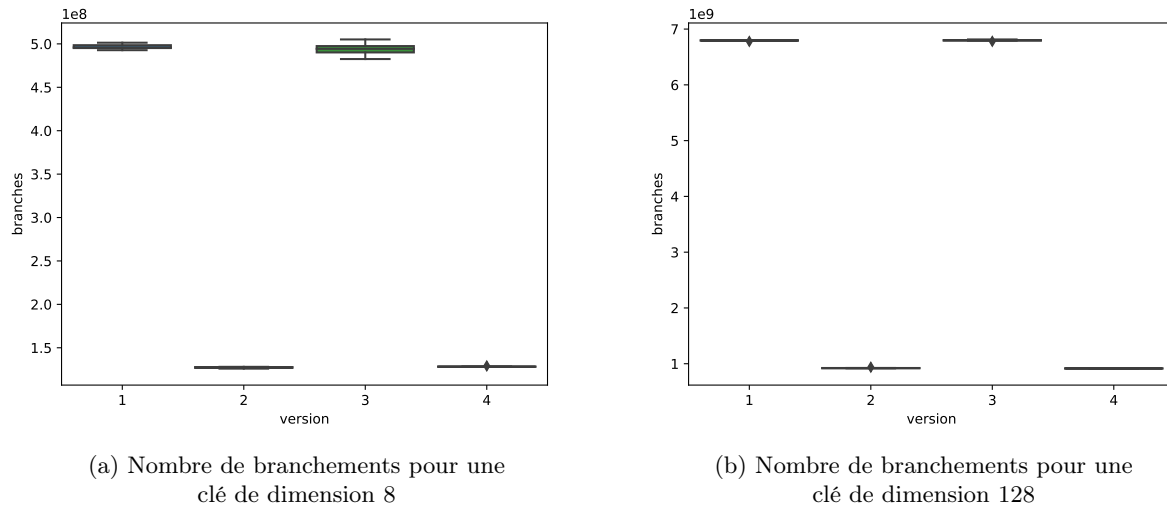 1e8
5.0
4.5
4.0
3.5
3.0
2.5
2.0
1.5
branches
1
2
3
4
version
(a) Nombre de branchements pour une
clé de dimension 8
1e9
7
6
5
4
3
2
1
branches
1
2
3
4
version
(b) Nombre de branchements pour une
clé de dimension 128